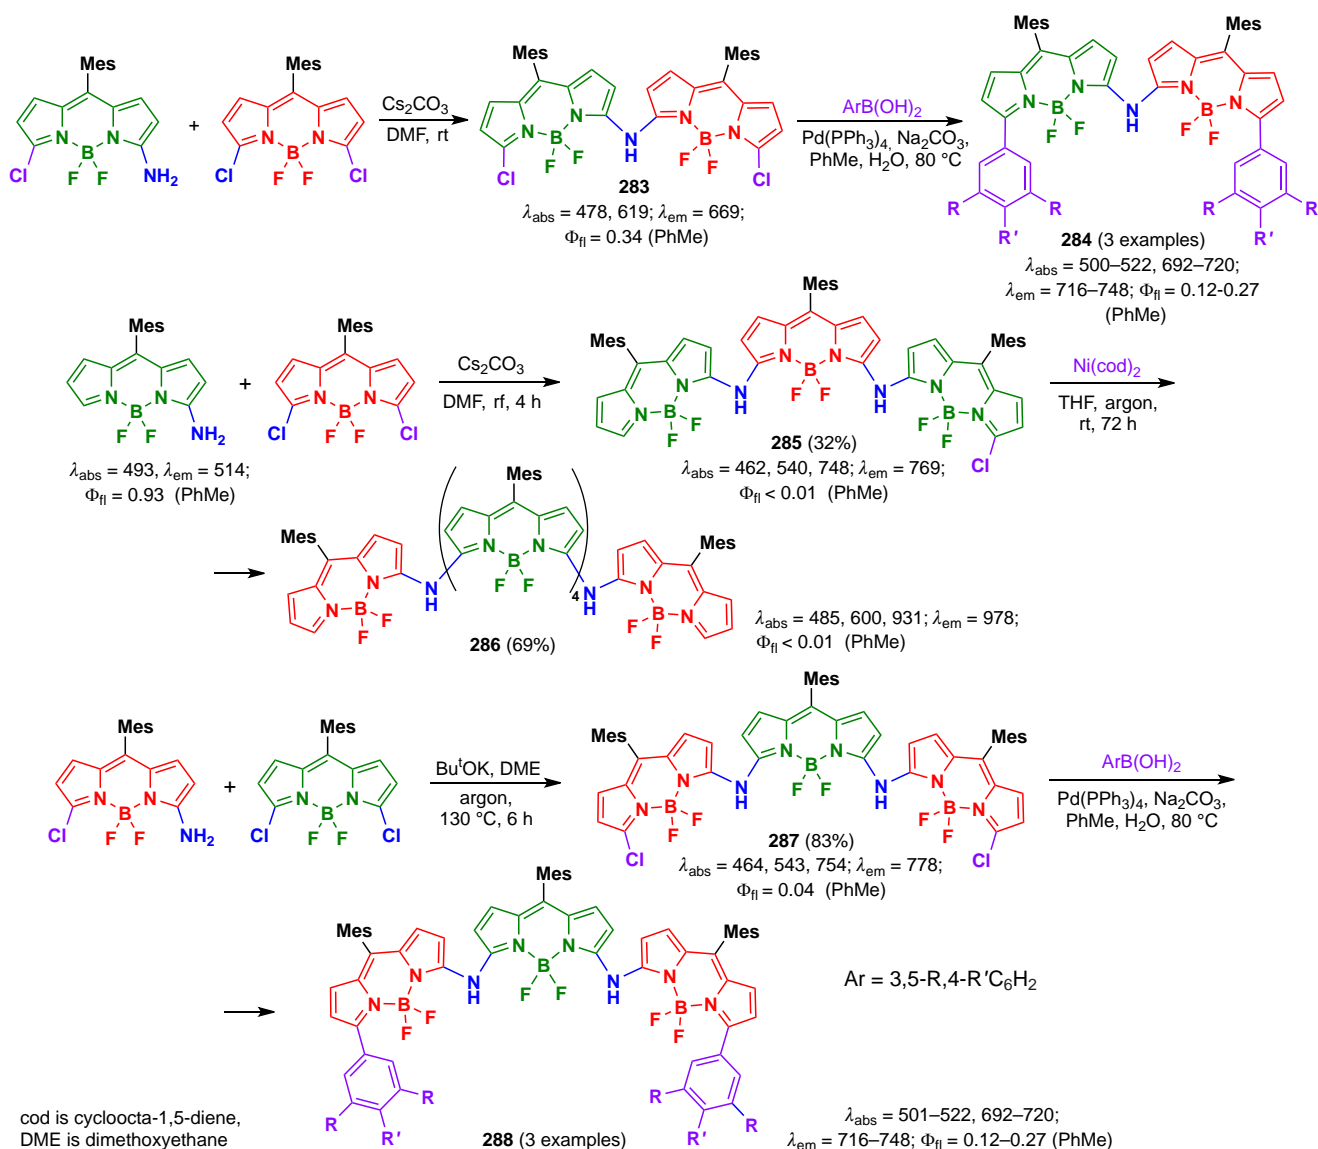 Mes
Mes
Cl
N
N
B
F F
NH2
+
Cl
N
N
B
F F
Cl
Cs2CO3
DMF, rt
Mes
Mes
N
N
B
F
F
Cl
N
H
N
N
B
F
F
Cl
283
λabs = 478, 619; λem = 669;
Φfl = 0.34 (PhMe)
ArB(OH)2
Pd(PPh3)4, Na2CO3,
PhMe, H2O, 80 °C
Mes
Mes
N
N
B
F
F
N
H
N
N
B
F
F
R
R
R′
R
R
R′
284 (3 examples)
λabs = 500–522, 692–720;
λem = 716–748; Φfl = 0.12-0.27
(PhMe)
Mes
N
N
B
F F
NH2
λabs = 493, λem = 514;
Φfl = 0.93 (PhMe)
+
Mes
Cl
N
N
B
F F
Cl
Cs2CO3
DMF, rf, 4 h
Mes
Mes
Mes
N
N
B
F
F
N
H
N
N
B
F F
N
H
N
N
B
F
F
Cl
285 (32%)
λabs = 462, 540, 748; λem = 769;
Φfl < 0.01 (PhMe)
Ni(cod)2
THF, argon,
rt, 72 h
Mes
Mes
Mes
N
N
B
F
F
N
H
N
N
B
F F
4
N
H
N
N
B
F
F
286 (69%)
λabs = 485, 600, 931; λem = 978;
Φfl < 0.01 (PhMe)
Mes
Cl
N
N
B
F F
NH2
+
Mes
Cl
N
N
B
F F
Cl
ButOK, DME
argon,
130 °C, 6 h
Mes
Mes
Mes
N
N
B
F
F
Cl
N
H
N
N
B
F F
N
H
N
N
B
F
F
Cl
287 (83%)
λabs = 464, 543, 754; λem = 778;
Φfl = 0.04 (PhMe)
ArB(OH)2
Pd(PPh3)4, Na2CO3,
PhMe, H2O, 80 °C
Mes
Mes
Mes
N
N
B
F
F
N
H
N
N
B
F F
N
H
N
N
B
F
F
R
R
R′
R
R
R′
288 (3 examples)
Ar = 3,5-R,4-R′C6H2
λabs = 501–522, 692–720;
λem = 716–748; Φfl = 0.12–0.27 (PhMe)
cod is cycloocta-1,5-diene,
DME is dimethoxyethane